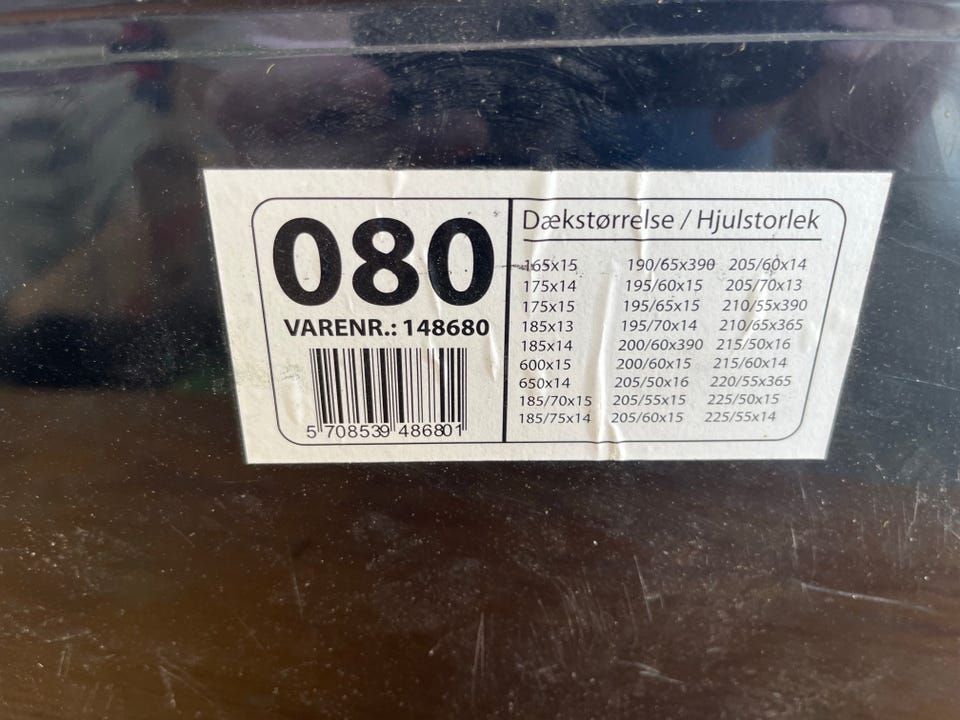 080
VARENR.: 148680
5 708539 486801
Dækstørrelse / Hjulstorlek
165x15 190/65x390 205/60x14
175x14 195/60x15 205/70x13
175x15 195/65x15 210/55x390
185x13 195/70x14 210/65x365
185x14 200/60x390 215/50x16
600x15 200/60x15 215/60x14
650x14 205/50x16 220/55x365
185/70x15 205/55x15 225/50x15
185/75x14 205/60x15 225/55x14